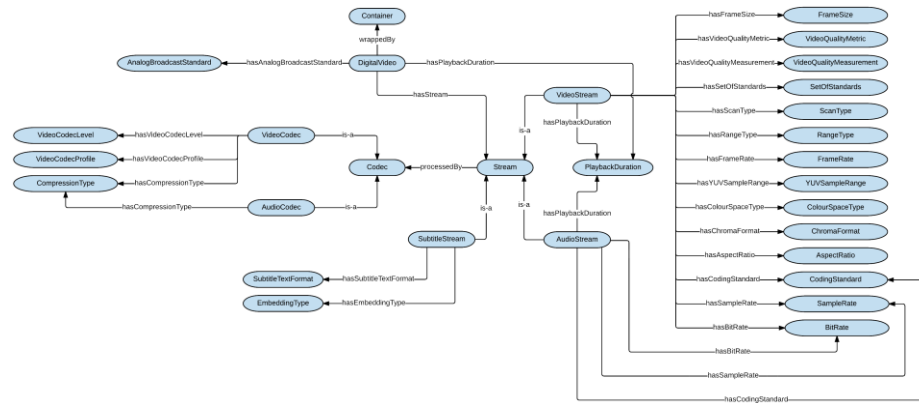 Container
wrappedBy
AnalogBroadcastStandard
hasAnalogBroadcastStandard
DigitalVideo
hasPlaybackDuration
hasStream
VideoStream
hasPlaybackDuration
hasFrameSize
FrameSize
hasVideoQualityMetric
VideoQualityMetric
hasVideoQualityMeasurement
VideoQualityMeasurement
hasSetOfStandards
SetOfStandards
hasScanType
ScanType
hasRangeType
RangeType
hasFrameRate
FrameRate
hasYUVSampleRange
YUVSampleRange
hasColourSpaceType
ColourSpaceType
hasChromaFormat
ChromaFormat
hasAspectRatio
AspectRatio
hasCodingStandard
CodingStandard
hasSampleRate
SampleRate
hasBitRate
BitRate
VideoCodecLevel
hasVideoCodecLevel
VideoCodec
is-a
VideoCodecProfile
hasVideoCodecProfile
CompressionType
hasCompressionType
Codec
processedBy
Stream
is-a
PlaybackDuration
hasCompressionType
AudioCodec
is-a
is-a
is-a
hasPlaybackDuration
SubtitleStream
AudioStream
SubtitleTextFormat
hasSubtitleTextFormat
EmbeddingType
hasEmbeddingType
hasBitRate
hasSampleRate
hasCodingStandard